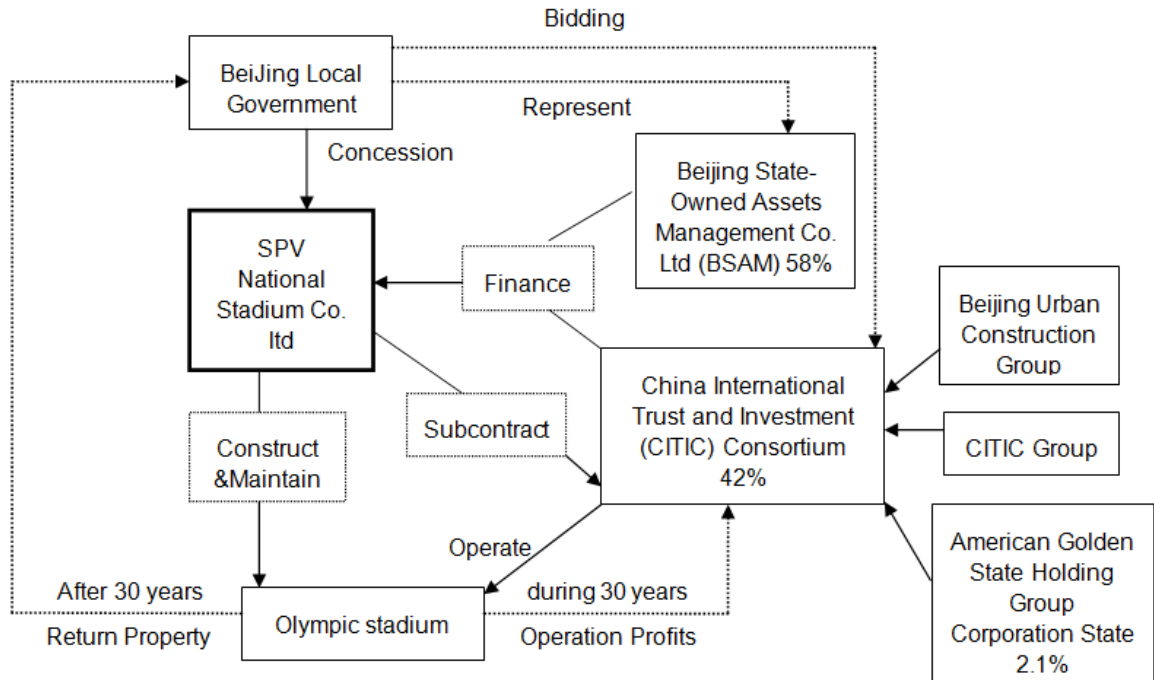 Bidding
BeiJing Local
Government
Represent
Concession
Beijing State-
Owned Assets
Management Co.
Ltd (BSAM) 58%
SPV
National
Stadium Co.
ltd
Finance
Beijing Urban
Construction
Group
China International
Trust and Investment
(CITIC) Consortium
42%
Subcontract
Construct
&Maintain
CITIC Group
American Golden
State Holding
Group
Corporation State
2.1%
Operate
After 30 years
Return Property
Olympic stadium
during 30 years
Operation Profits